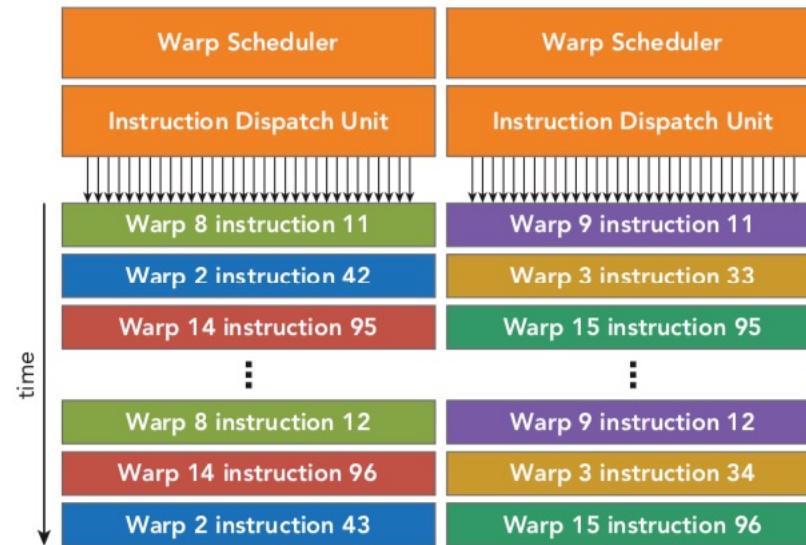 Warp Scheduler
Warp Scheduler
Instruction Dispatch Unit
Instruction Dispatch Unit
time
Warp 8 instruction 11
Warp 9 instruction 11
Warp 2 instruction 42
Warp 3 instruction 33
Warp 14 instruction 95
Warp 15 instruction 95
Warp 8 instruction 12
Warp 9 instruction 12
Warp 14 instruction 96
Warp 3 instruction 34
Warp 2 instruction 43
Warp 15 instruction 96